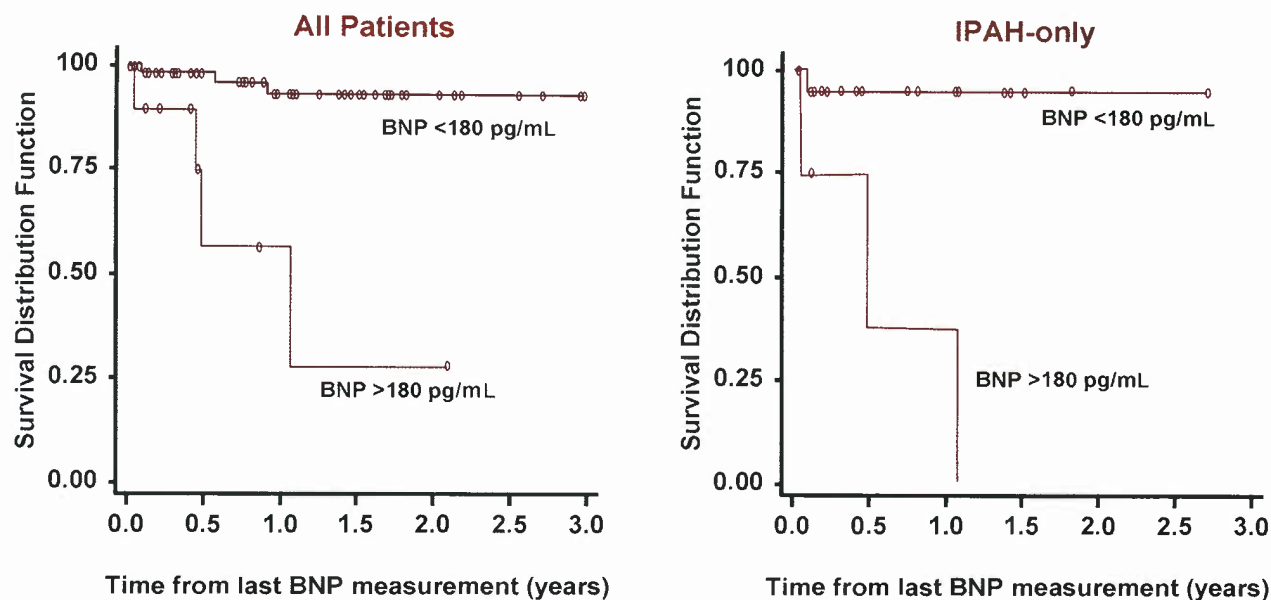 All Patients
Survival Distribution Function
100
0.75
0.50
0.25
0.00
BNP <180 pg/mL
BNP >180 pg/mL
0.0 0.5 1.0 1.5 2.0 2.5 3.0
Time from last BNP measurement (years)
IPAH-only
Survival Distribution Function
100
0.75
0.50
0.25
0.00
BNP <180 pg/mL
BNP >180 pg/mL
0.0 0.5 1.0 1.5 2.0 2.5 3.0
Time from last BNP measurement (years)